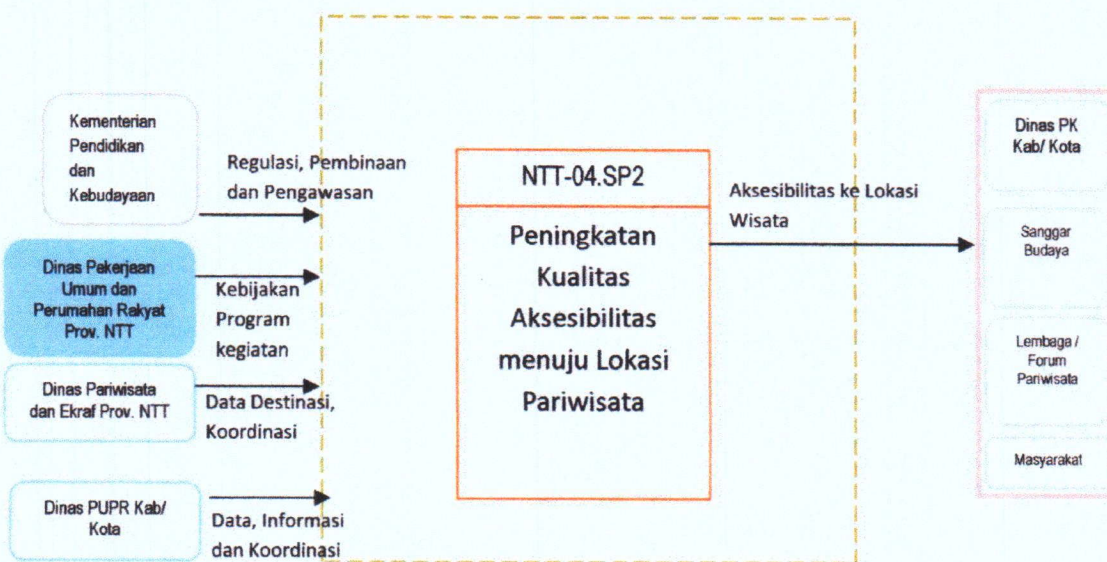 Kementerian
Pendidikan
dan
Kebudayaan
Regulasi, Pembinaan
dan Pengawasan
Dinas Pekerjaan
Umum dan
Perumahan Rakyat
Prov. NTT
Kebijakan
Program
kegiatan
Dinas Pariwisata
dan Ekraf Prov. NTT
Data Destinasi,
Koordinasi
Dinas PUPR Kab/
Kota
Data, Informasi
dan Koordinasi
NTT-04.SP2
Peningkatan
Kualitas
Aksesibilitas
menuju Lokasi
Pariwisata
Aksesibilitas ke Lokasi
Wisata
Dinas PK
Kab/ Kota
Sanggar
Budaya
Lembaga /
Forum
Pariwisata
Masyarakat